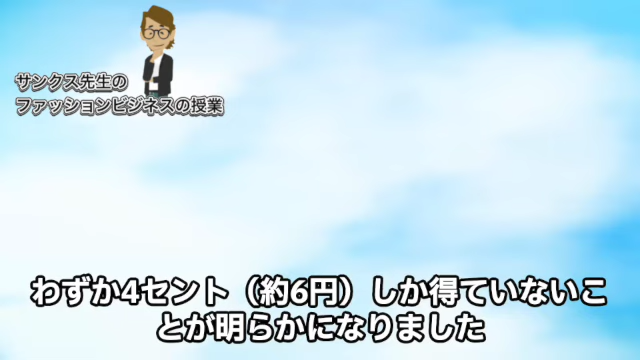 サンクス先生の
ファッションビジネスの授業
わずか4セント（約6円）しか得ていないこ
とが明らかになりました